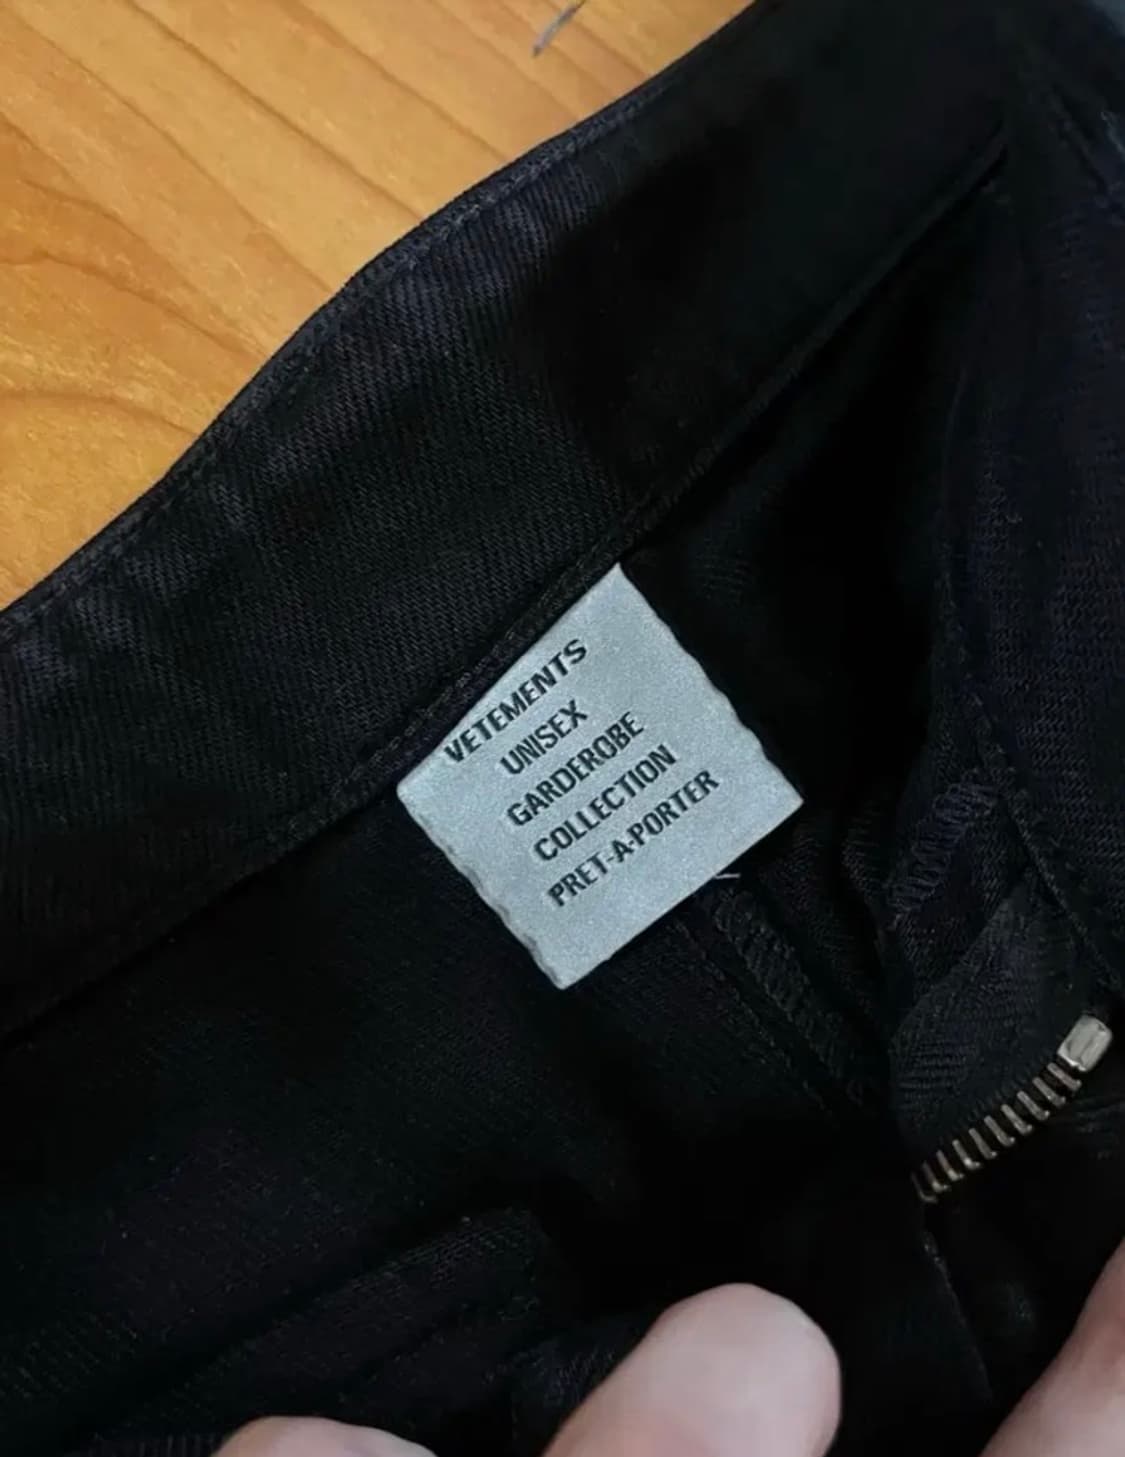 VETEMENTS
UNISEX
GARDEROBE
COLLECTION
PRET-A-PORTER